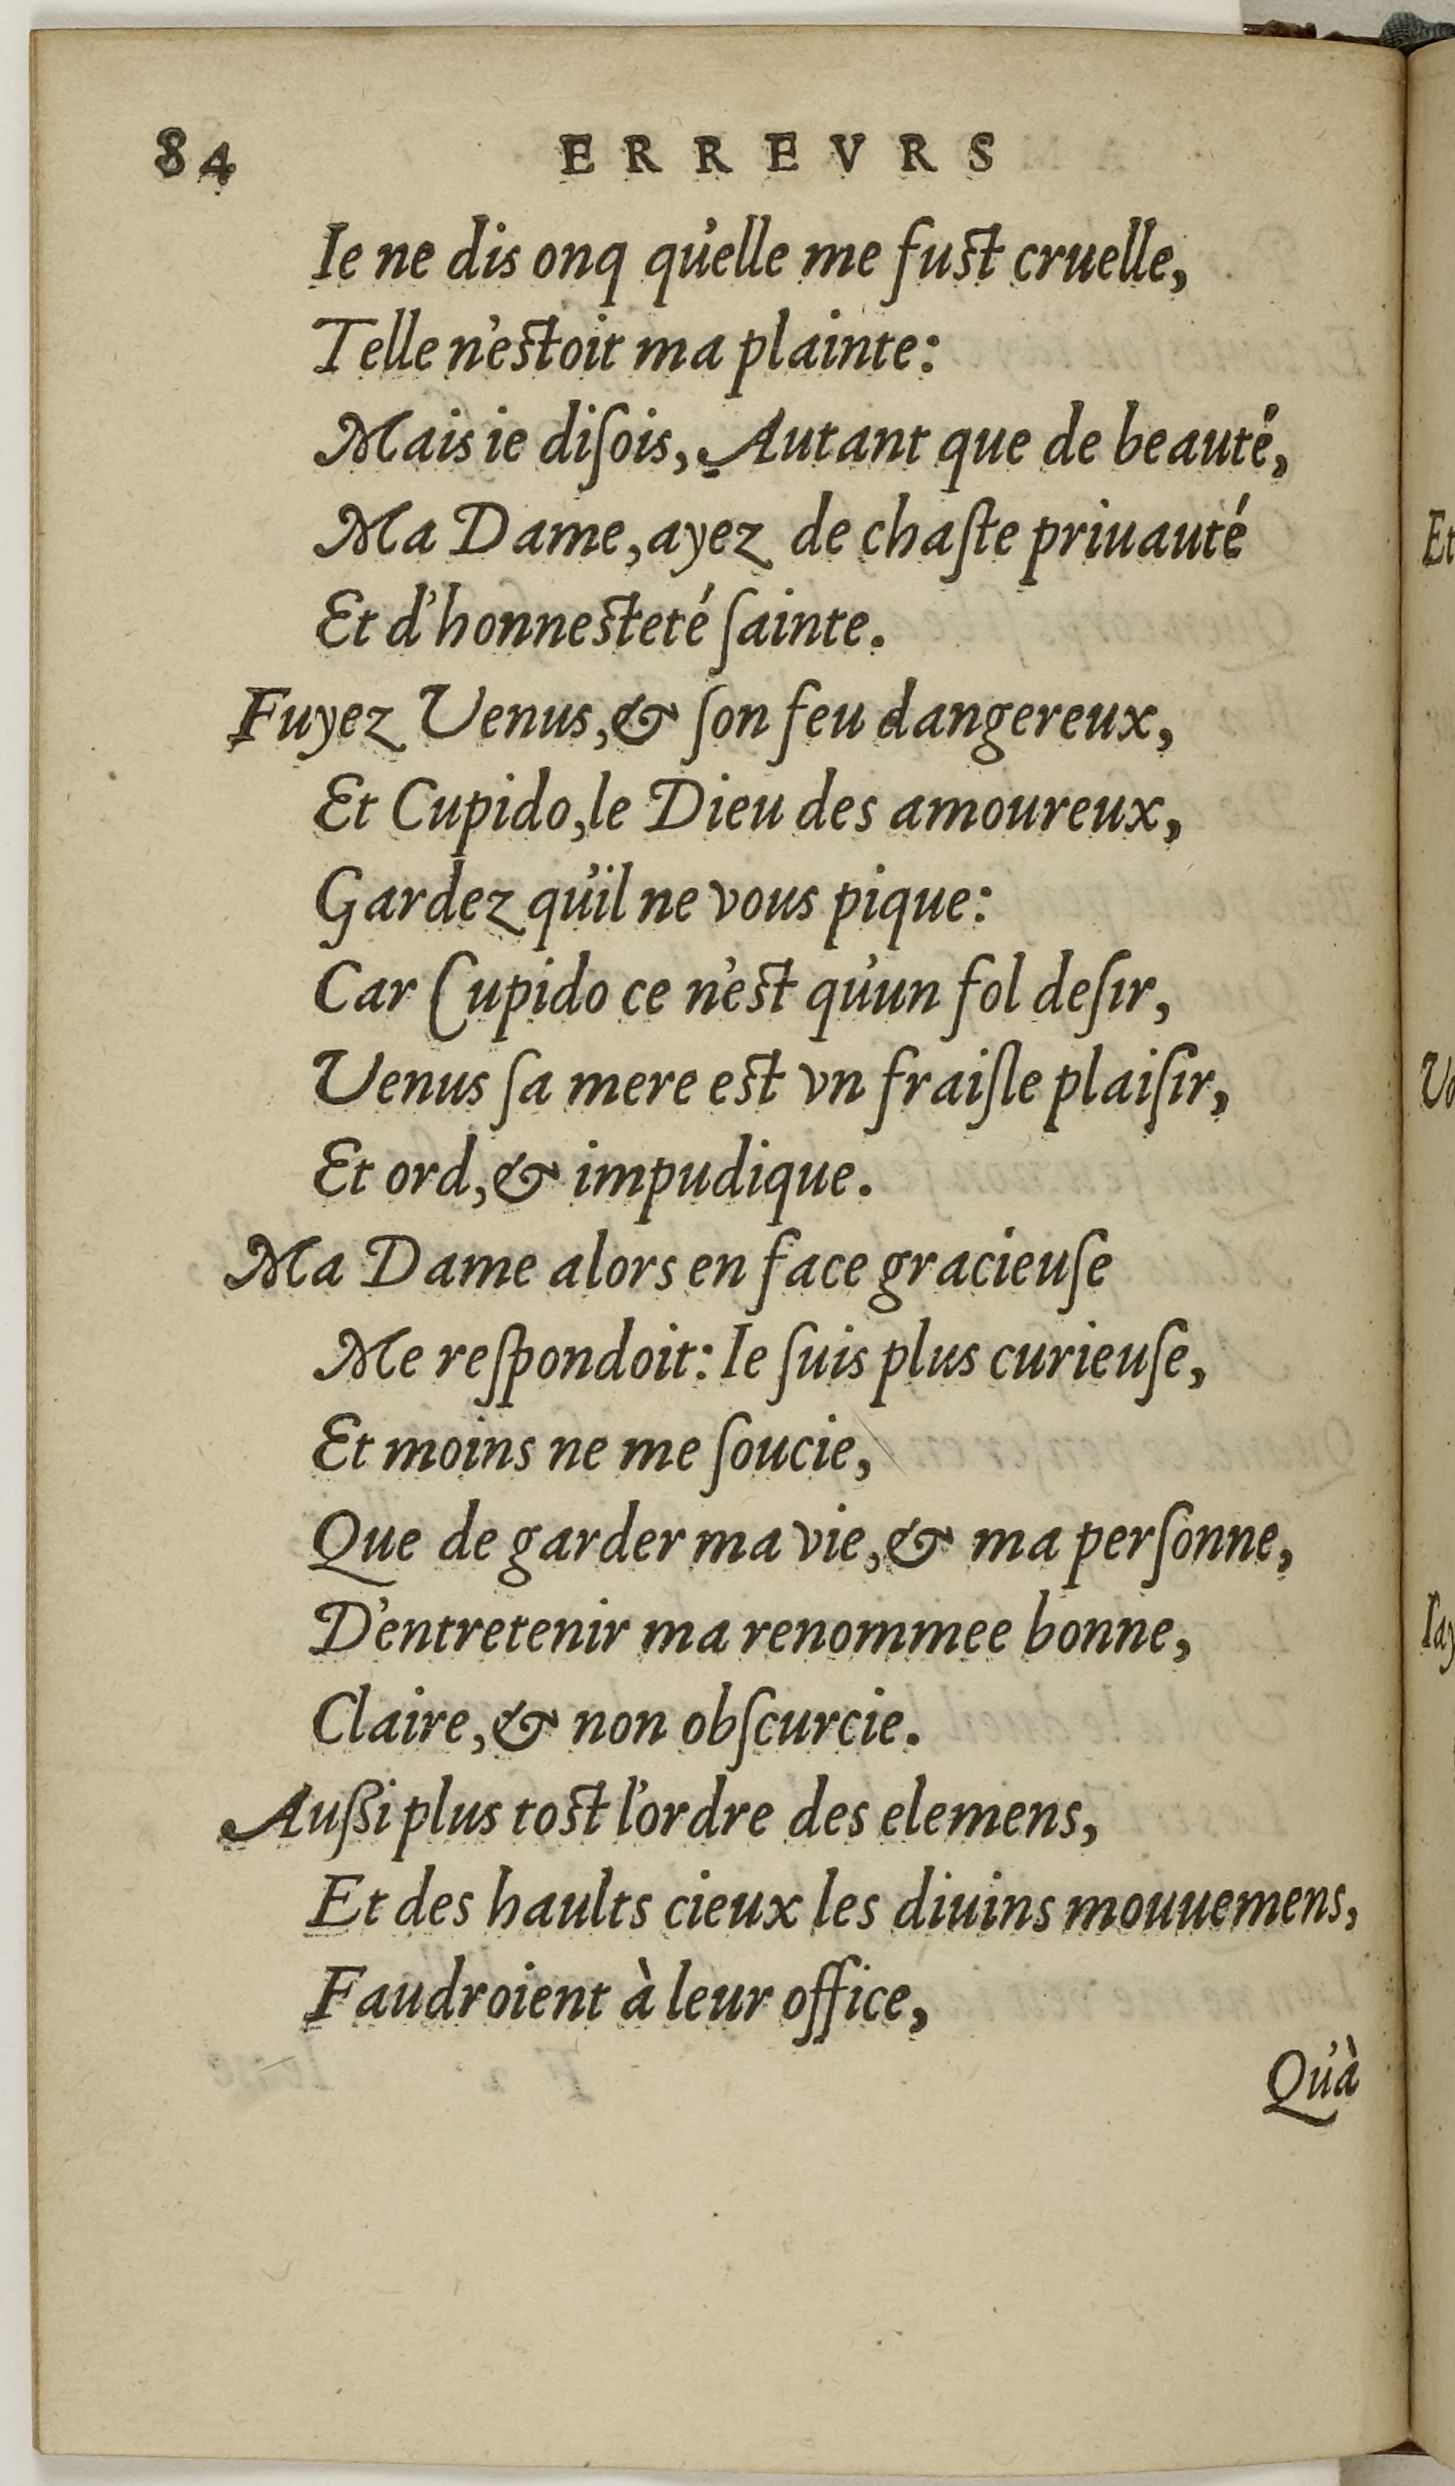 84 ERREVRS
Ie ne dis onq qu'elle me fust cruelle,
Telle n'estoit ma plainte:
Mais ie diſois, Autant que de beauté,
Ma Dame, ayez de chaſte priuauté
Et d'honnesteté ſainte.
Fuyez Venus, & ſon feu dangereux,
Et Cupido, le Dieu des amoureux,
Gardez qu'il ne vous pique:
Car Cupido ce n'est qu'un fol deſir,
Venus ſa mere est vn fraiſle plaiſir,
Et ord, & impudique.
Ma Dame alors en face gracieuſe
Me reſpondoit: Ie ſuis plus curieuſe,
Et moins ne me ſoucie,
Que de garder ma vie, & ma perſonne,
D'entretenir ma renommee bonne,
Claire, & non obſcurcie.
Außi plus tost l'ordre des elemens,
Et des haults cieux les diuins mouuemens,
Faudroient à leur office,
Qu'à